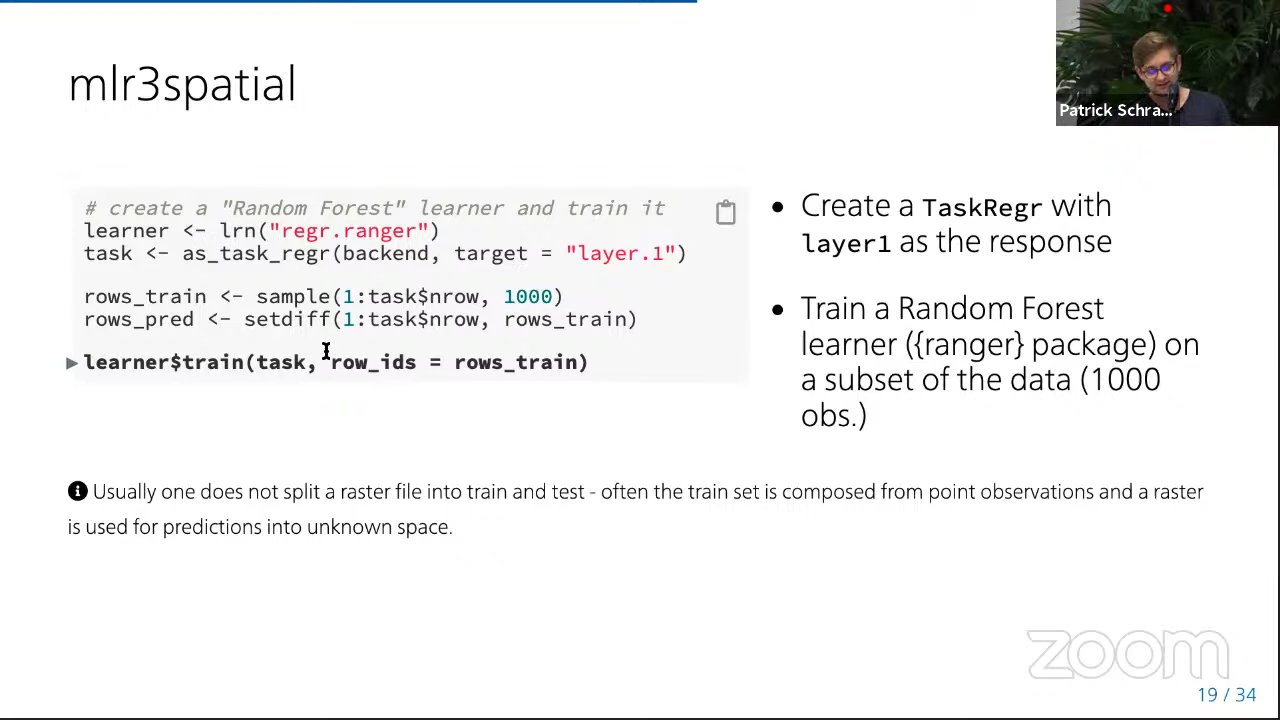 mlr3spatial
Patrick Schra...
# create a "Random Forest" learner and train it
learner <- lrn("regr.ranger")
task <- as_task_regr(backend, target = "layer.1")
rows_train <- sample(1:task$nrow, 1000)
rows_pred <- setdiff(1:task$nrow, rows_train)
learner$train(task, row_ids = rows_train)
• Create a TaskRegr with
layer1 as the response
• Train a Random Forest
learner ({ranger} package) on
a subset of the data (1000
obs.)
Usually one does not split a raster file into train and test - often the train set is composed from point observations and a raster
is used for predictions into unknown space.
zoom
19 / 34